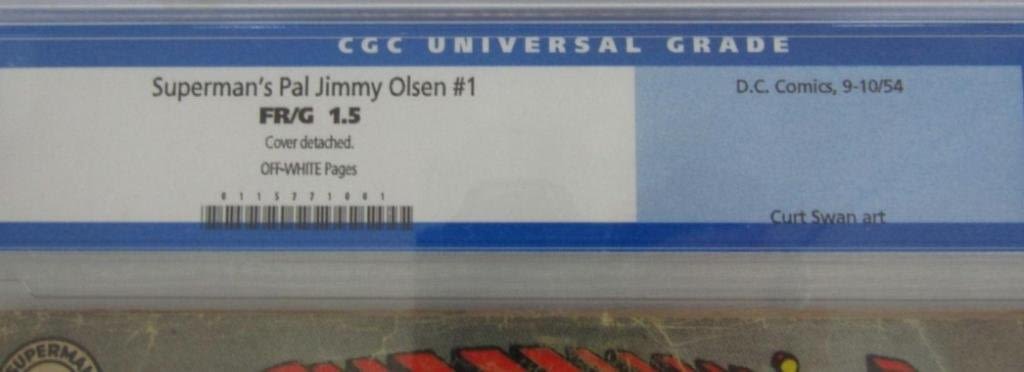 CGC UNIVERSAL GRADE
Superman's Pal Jimmy Olsen #1
FR/G 1.5
Cover detached.
OFF-WHITE Pages
0115771001
D.C. Comics, 9-10/54
Curt Swan art